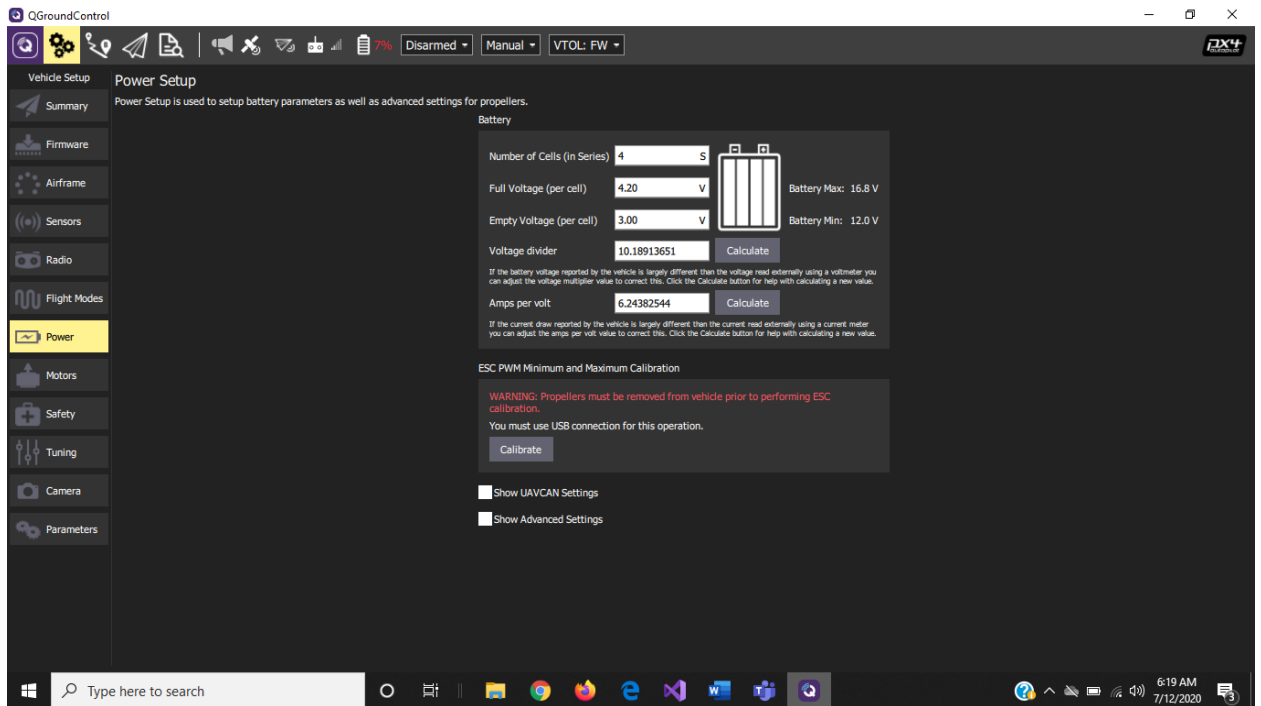 QGroundControl
7% Disarmed Manual VTOL: FW
px4
autopilot
Vehicle Setup
Power Setup
Power Setup is used to setup battery parameters as well as advanced settings for propellers.
Summary
Firmware
Airframe
Sensors
Radio
Flight Modes
Power
Motors
Safety
Tuning
Camera
Parameters
Battery
Number of Cells (in Series) 4 S
Full Voltage (per cell) 4.20 V Battery Max: 16.8 V
Empty Voltage (per cell) 3.00 V Battery Min: 12.0 V
Voltage divider 10.18913651 Calculate
If the battery voltage reported by the vehicle is largely different than the voltage read externally using a voltmeter you
can adjust the voltage multiplier value to correct this. Click the Calculate button for help with calculating a new value.
Amps per volt 6.24382544 Calculate
If the current draw reported by the vehicle is largely different than the current read externally using a current meter
you can adjust the amps per volt value to correct this. Click the Calculate button for help with calculating a new value.
ESC PWM Minimum and Maximum Calibration
WARNING: Propellers must be removed from vehicle prior to performing ESC
calibration.
You must use USB connection for this operation.
Calibrate
Show UAVCAN Settings
Show Advanced Settings
Type here to search
6:19 AM
7/12/2020
3